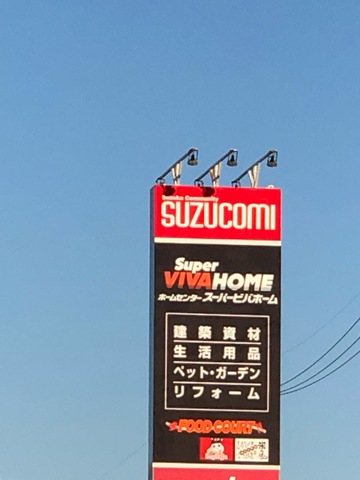 Suzuka Community
SUZUCOMI
Super
VIVAHOME
ホームセンター スーパービバホーム
建築資材
生活用品
ペット・ガーデン
リフォーム
FOOD COURT